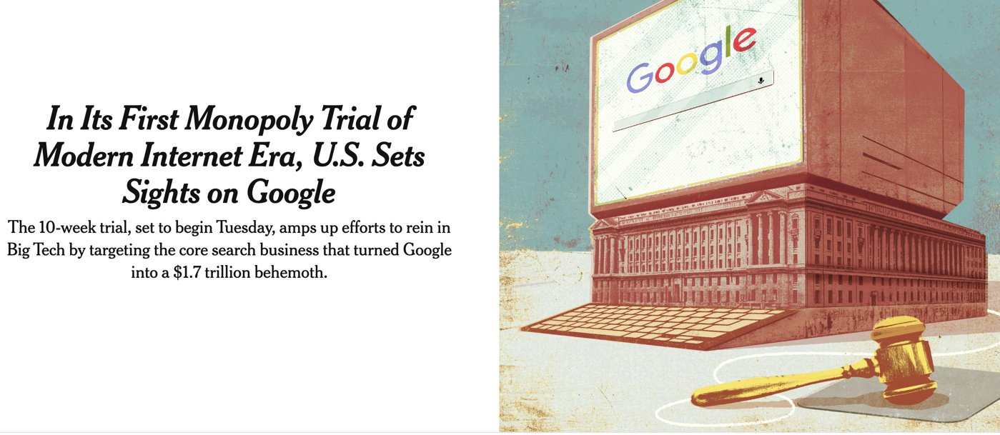 In Its First Monopoly Trial of
Modern Internet Era, U.S. Sets
Sights on Google
The 10-week trial, set to begin Tuesday, amps up efforts to rein in
Big Tech by targeting the core search business that turned Google
into a $1.7 trillion behemoth.
Google